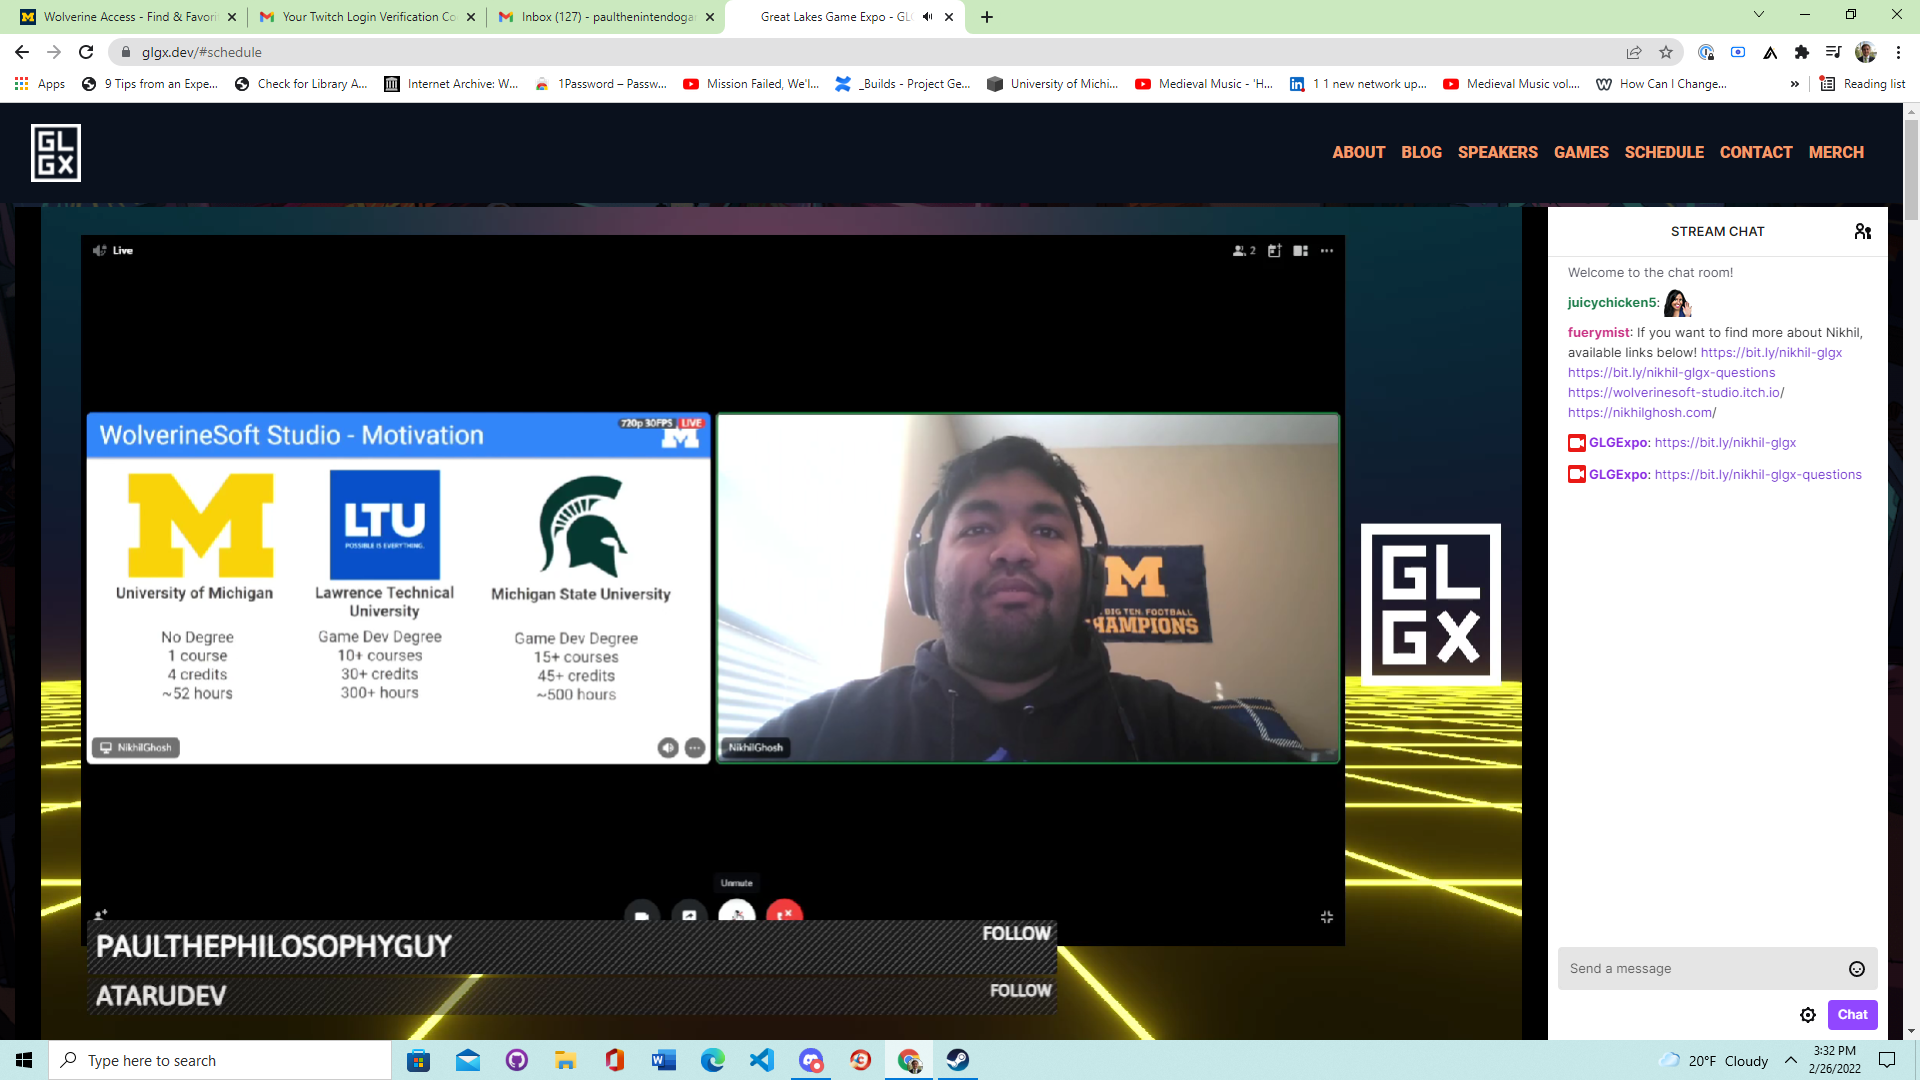 Wolverine Access - Find & Favori
Your Twitch Login Verification Co
Inbox (127) - paulthenintendoga
Great Lakes Game Expo - GLG
glgx.dev/#schedule
Apps
9 Tips from an Expe...
Check for Library A...
Internet Archive: W...
1Password – Passw...
Mission Failed, We'l...
_Builds - Project Ge...
University of Michi...
Medieval Music - 'H...
1 1 new network up...
Medieval Music vol....
How Can I Change...
»
Reading list
GL
GX
ABOUT BLOG SPEAKERS GAMES SCHEDULE CONTACT MERCH
Live
2
WolverineSoft Studio - Motivation
720p 30FPS LIVE
LTU
POSSIBLE IS EVERYTHING.
University of Michigan
No Degree
1 course
4 credits
~52 hours
Lawrence Technical
University
Game Dev Degree
10+ courses
30+ credits
300+ hours
Michigan State University
Game Dev Degree
15+ courses
45+ credits
~500 hours
NikhilGhosh
M
BIG TEN FOOTBALL
CHAMPIONS
NikhilGhosh
GL
GX
Unmute
PAULTHEPHILOSOPHYGUY FOLLOW
ATARUDEV FOLLOW
STREAM CHAT
Welcome to the chat room!
juicychicken5:
fuerymist: If you want to find more about Nikhil,
available links below! https://bit.ly/nikhil-glgx
https://bit.ly/nikhil-glgx-questions
https://wolverinesoft-studio.itch.io/
https://nikhilghosh.com/
GLGExpo: https://bit.ly/nikhil-glgx
GLGExpo: https://bit.ly/nikhil-glgx-questions
Send a message
Chat
Type here to search
20°F Cloudy
3:32 PM
2/26/2022